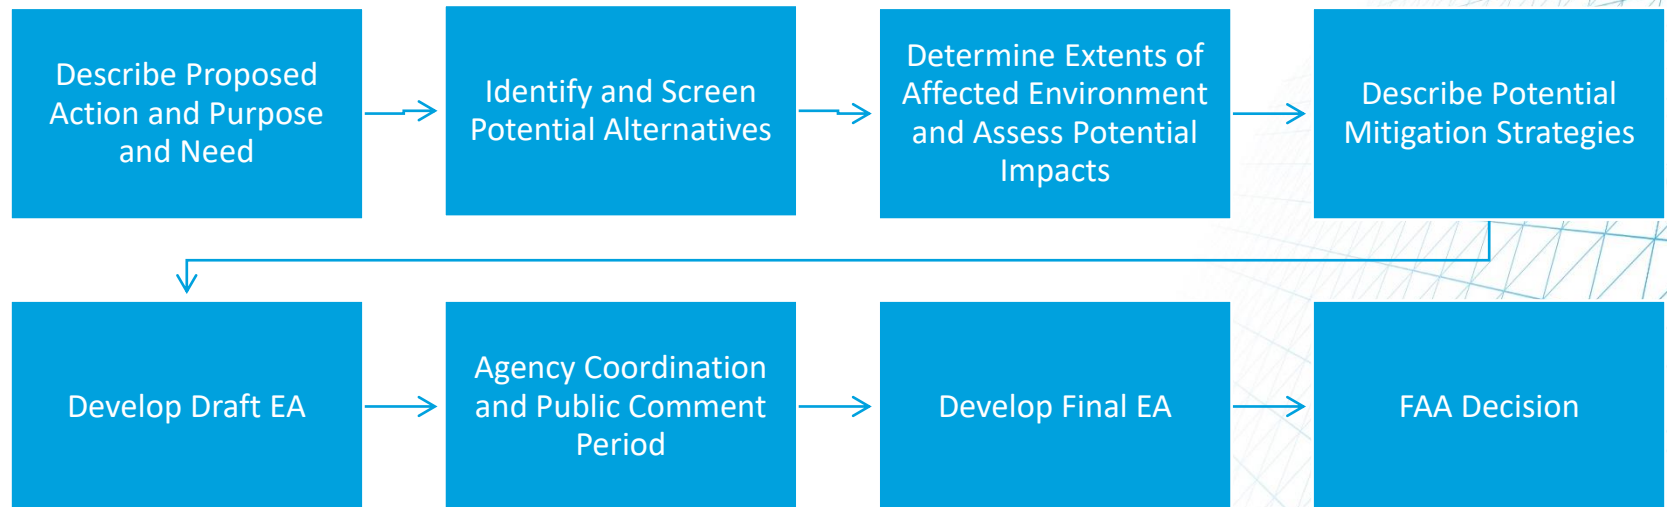 Describe Proposed
Action and Purpose
and Need
Identify and Screen
Potential Alternatives
Determine Extents of
Affected Environment
and Assess Potential
Impacts
Describe Potential
Mitigation Strategies
Develop Draft EA
Agency Coordination
and Public Comment
Period
Develop Final EA
FAA Decision